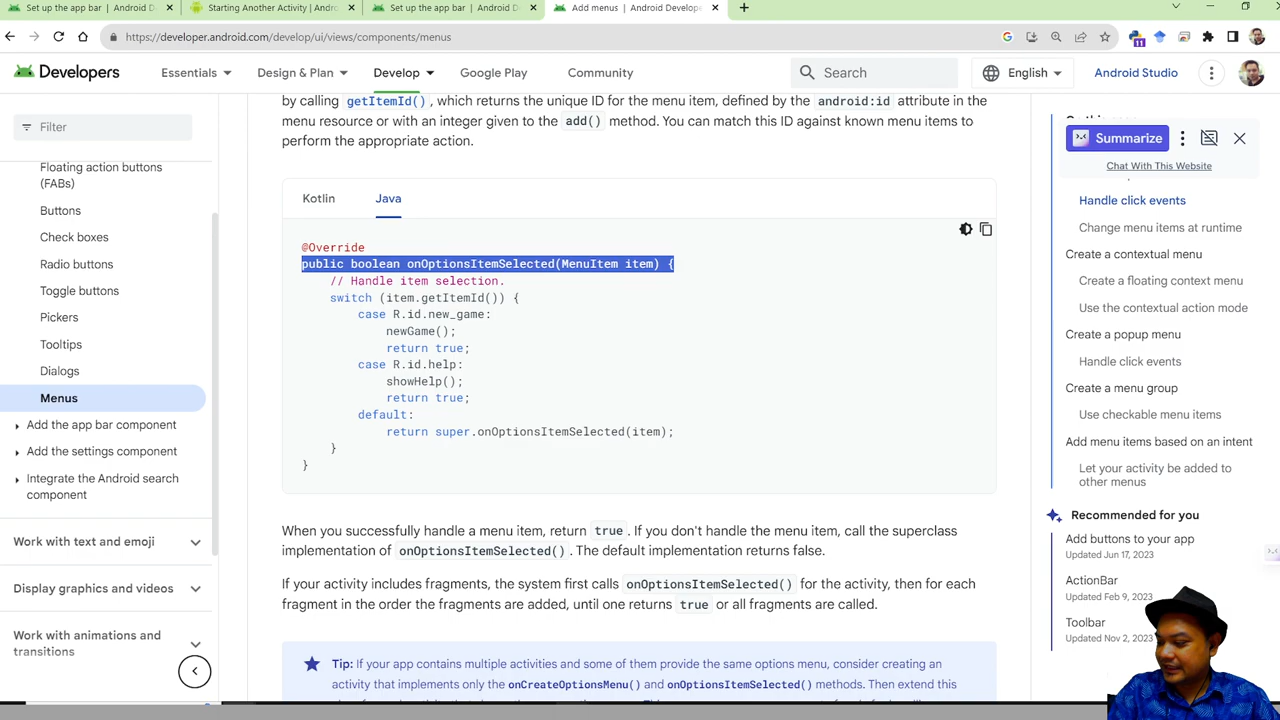 Set up the app bar | Android D
Starting Another Activity | Andr
Set up the app bar | Android D
Add menus | Android Develope
https://developer.android.com/develop/ui/views/components/menus
11
Developers
Essentials
Design & Plan
Develop
Google Play
Community
Search
English
Android Studio
Filter
Floating action buttons
(FABs)
Buttons
Check boxes
Radio buttons
Toggle buttons
Pickers
Tooltips
Dialogs
Menus
Add the app bar component
Add the settings component
Integrate the Android search
component
Work with text and emoji
Display graphics and videos
Work with animations and
transitions
by calling getItemId() , which returns the unique ID for the menu item, defined by the android:id attribute in the
menu resource or with an integer given to the add() method. You can match this ID against known menu items to
perform the appropriate action.
Kotlin
Java
@Override
public boolean onOptionsItemSelected(MenuItem item) {
// Handle item selection.
switch (item.getItemId()) {
case R.id.new_game:
newGame();
return true;
case R.id.help:
showHelp();
return true;
default:
return super.onOptionsItemSelected(item);
}
}
When you successfully handle a menu item, return true . If you don't handle the menu item, call the superclass
implementation of onOptionsItemSelected() . The default implementation returns false.
If your activity includes fragments, the system first calls onOptionsItemSelected() for the activity, then for each
fragment in the order the fragments are added, until one returns true or all fragments are called.
Tip: If your app contains multiple activities and some of them provide the same options menu, consider creating an
activity that implements only the onCreateOptionsMenu() and onOptionsItemSelected() methods. Then extend this
Summarize
Chat With This Website
Handle click events
Change menu items at runtime
Create a contextual menu
Create a floating context menu
Use the contextual action mode
Create a popup menu
Handle click events
Create a menu group
Use checkable menu items
Add menu items based on an intent
Let your activity be added to
other menus
Recommended for you
Add buttons to your app
Updated Jun 17, 2023
ActionBar
Updated Feb 9, 2023
Toolbar
Updated Nov 2, 2023